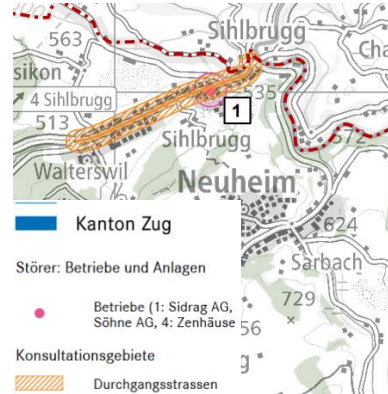 563
Sihlbrugg
Cha
sikon
4 Sihlbrugg
535
1
513
572
Sihlbrugg
Walterswil
Neuheim
624
Kanton Zug
Sarbach
Störer: Betriebe und Anlagen
729
Betriebe (1: Sidrag AG,
Söhne AG, 4: Zenhäuse
56
g
Konsultationsgebiete
Durchgangsstrassen